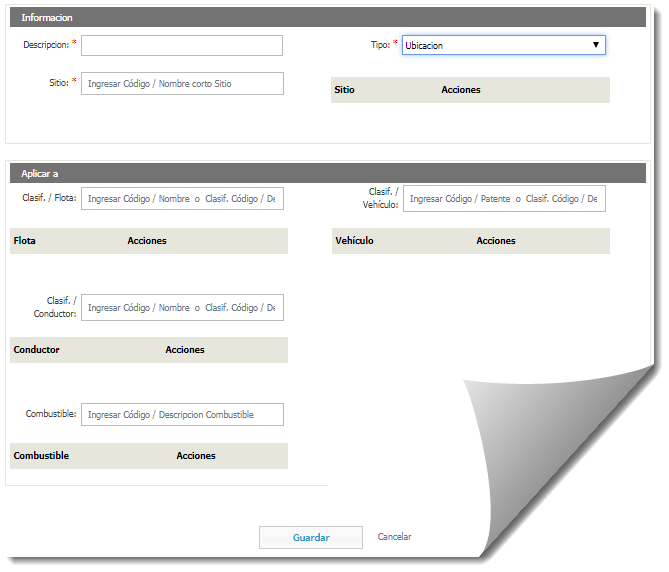 Informacion
Descripcion: *
Tipo: * Ubicacion
Sitio: * Ingresar Código / Nombre corto Sitio
Sitio Acciones
Aplicar a
Clasif. / Flota: Ingresar Código / Nombre o Clasif. Código / De
Clasif. /
Vehículo: Ingresar Código / Patente o Clasif. Código / De
Flota Acciones
Vehículo Acciones
Clasif. /
Conductor: Ingresar Código / Nombre o Clasif. Código / De
Conductor Acciones
Combustible: Ingresar Código / Descripcion Combustible
Combustible Acciones
Guardar Cancelar